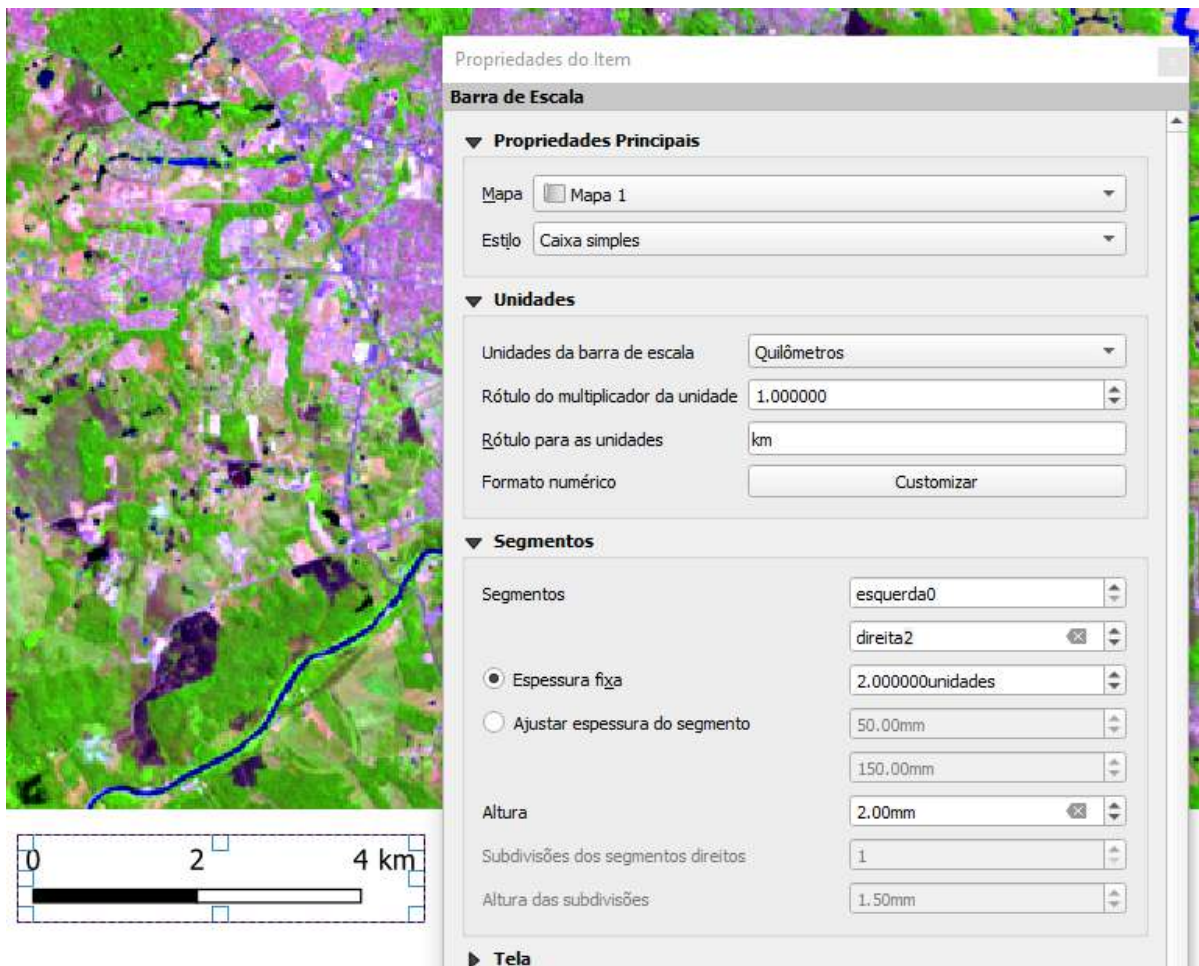 Propriedades do Item
Barra de Escala
Propriedades Principais
Mapa Mapa 1
Estilo Caixa simples
Unidades
Unidades da barra de escala Quilômetros
Rótulo do multiplicador da unidade 1.000000
Rótulo para as unidades km
Formato numérico Customizar
Segmentos
Segmentos esquerda0
direita2
Espessura fixa 2.000000unidades
Ajustar espessura do segmento 50.00mm
150.00mm
Altura 2.00mm
Subdivisões dos segmentos direitos 1
Altura das subdivisões 1.50mm
Tela
0 2 4 km